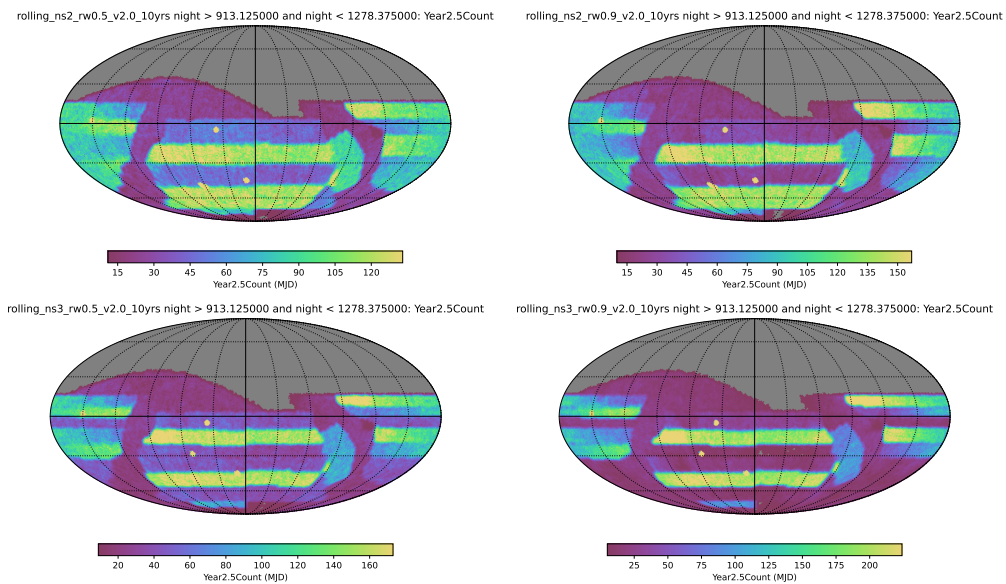 rolling_ns2_rw0.5_v2.0_10yrs night > 913.125000 and night < 1278.375000: Year2.5Count
15 30 45 60 75 90 105 120
Year2.5Count (MJD)
rolling_ns2_rw0.9_v2.0_10yrs night > 913.125000 and night < 1278.375000: Year2.5Count
15 30 45 60 75 90 105 135 150
Year2.5Count (MJD)
rolling_ns3_rw0.5_v2.0_10yrs night > 913.125000 and night < 1278.375000: Year2.5Count
20 40 60 80 100 120 140 160
Year2.5Count (MJD)
rolling_ns3_rw0.9_v2.0_10yrs night > 913.125000 and night < 1278.375000: Year2.5Count
25 50 75 100 125 150 175 200
Year2.5Count (MJD)